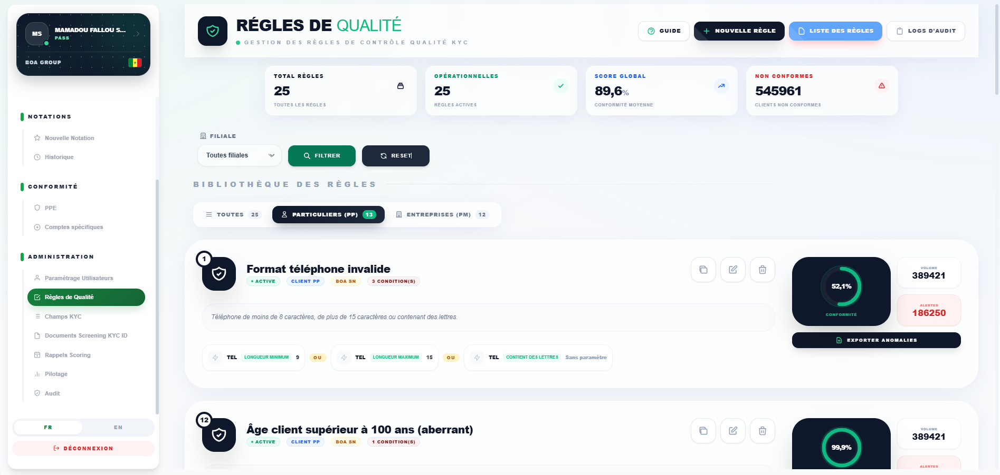 MS
MAMADOU FALLOU S...
PASS
BOA GROUP
NOTATIONS
Nouvelle Notation
Historique
CONFORMITÉ
PPE
Comptes spécifiques
ADMINISTRATION
Paramétrage Utilisateurs
Règles de Qualité
Champs KYC
Documents Screening KYC ID
Rappels Scoring
Pilotage
Audit
FR
EN
DÉCONNEXION
RÉGLES DE QUALITÉ
GESTION DES RÈGLES DE CONTRÔLE QUALITÉ KYC
GUIDE
NOUVELLE RÈGLE
LISTE DES RÈGLES
LOGS D'AUDIT
TOTAL RÈGLES
25
TOUTES LES RÈGLES
OPÉRATIONNELLES
25
RÈGLES ACTIVES
SCORE GLOBAL
89,6%
CONFORMITÉ MOYENNE
NON CONFORMES
545961
CLIENTS NON CONFORMES
FILIALE
Toutes filiales
FILTRER
RESET
BIBLIOTHÈQUE DES RÈGLES
TOUTES 25
PARTICULIERS (PP) 13
ENTREPRISES (PM) 12
1
Format téléphone invalide
ACTIVE
CLIENT PP
BOA SN
3 CONDITION(S)
Téléphone de moins de 8 caractères, de plus de 15 caractères ou contenant des lettres.
TEL LONGUEUR MINIMUM 9
OU
TEL LONGUEUR MAXIMUM 15
OU
TEL CONTIENT DES LETTRES Sans paramètre
52,1%
CONFORMITÉ
VOLUME
389421
ALERTES
186250
EXPORTER ANOMALIES
12
Âge client supérieur à 100 ans (aberrant)
ACTIVE
CLIENT PP
BOA SN
1 CONDITION(S)
99,9%
VOLUME
389421
ALERTES